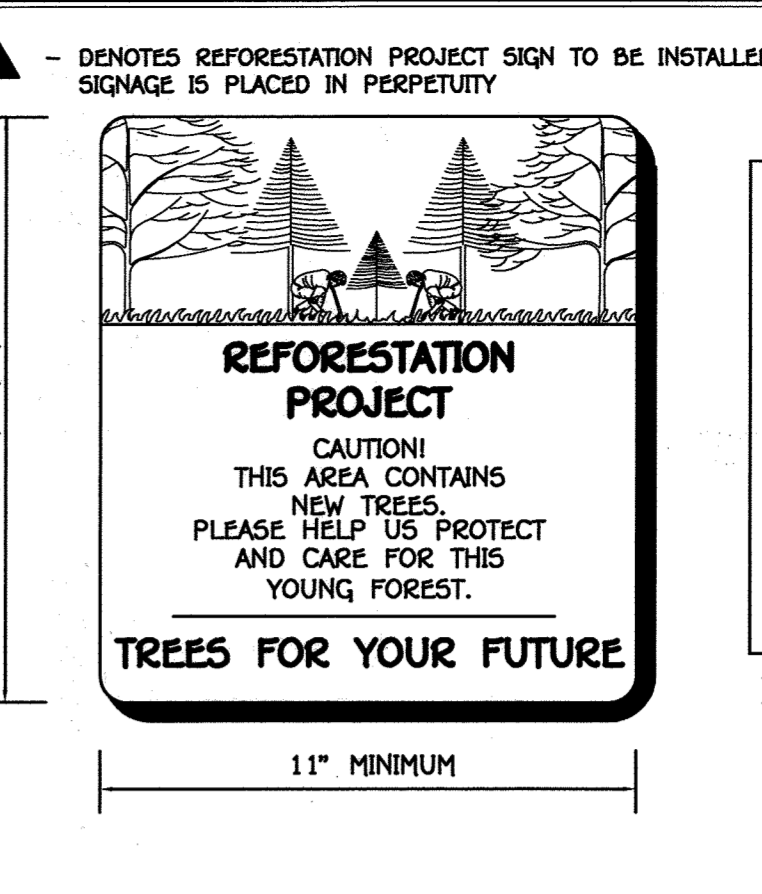 - DENOTES REFORESTATION PROJECT SIGN TO BE INSTALLED
SIGNAGE IS PLACED IN PERPETUITY
REFORESTATION
PROJECT
CAUTION!
THIS AREA CONTAINS
NEW TREES.
PLEASE HELP US PROTECT
AND CARE FOR THIS
YOUNG FOREST.
TREES FOR YOUR FUTURE
11" MINIMUM